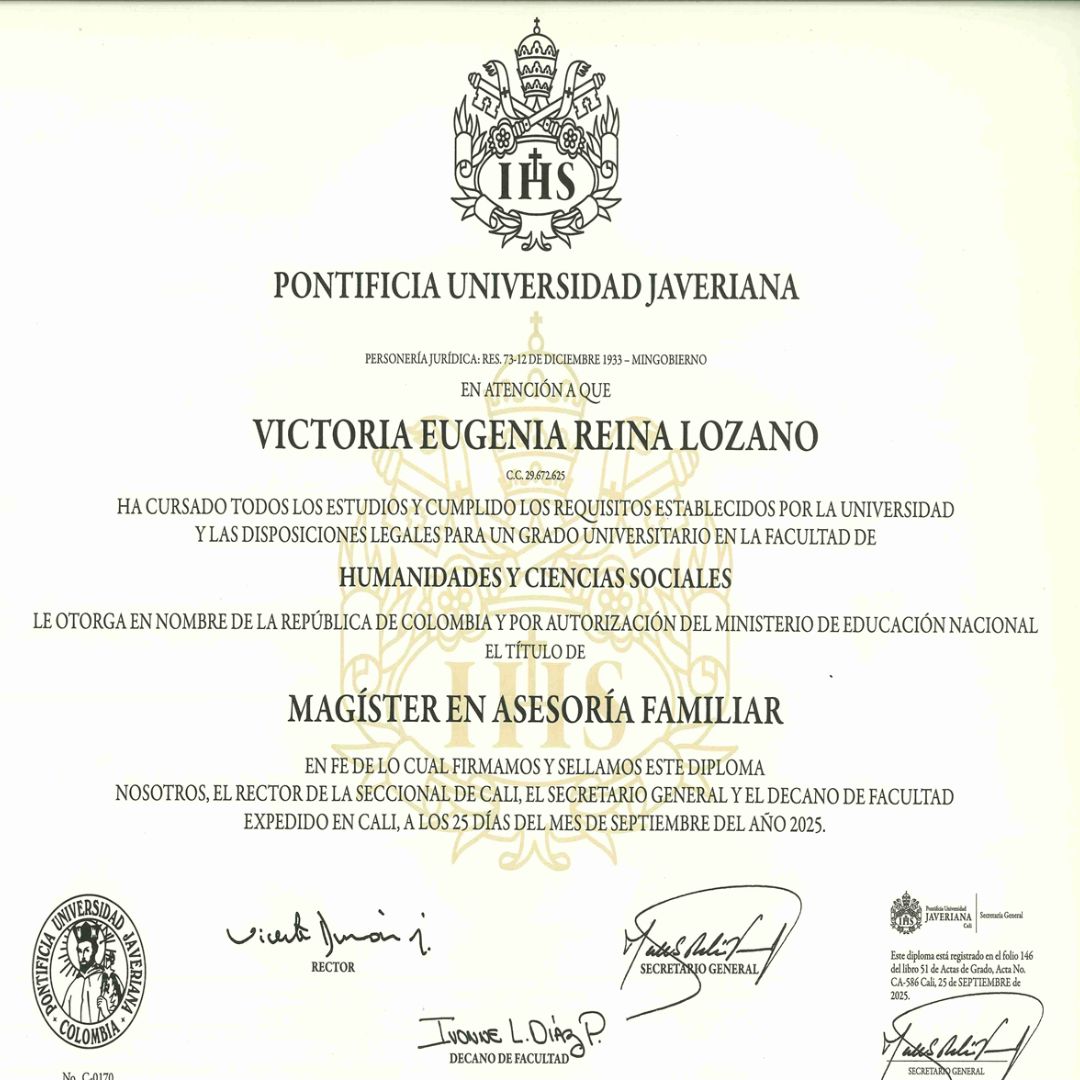 IHS
PONTIFICIA UNIVERSIDAD JAVERIANA
PERSONERÍA JURÍDICA: RES. 73-12 DE DICIEMBRE 1933 – MINGOBIERNO
EN ATENCIÓN A QUE
VICTORIA EUGENIA REINA LOZANO
C.C. 29.672.625
HA CURSADO TODOS LOS ESTUDIOS Y CUMPLIDO LOS REQUISITOS ESTABLECIDOS POR LA UNIVERSIDAD
Y LAS DISPOSICIONES LEGALES PARA UN GRADO UNIVERSITARIO EN LA FACULTAD DE
HUMANIDADES Y CIENCIAS SOCIALES
LE OTORGA EN NOMBRE DE LA REPÚBLICA DE COLOMBIA Y POR AUTORIZACIÓN DEL MINISTERIO DE EDUCACIÓN NACIONAL
EL TÍTULO DE
IHS
MAGÍSTER EN ASESORÍA FAMILIAR
EN FE DE LO CUAL FIRMAMOS Y SELLAMOS ESTE DIPLOMA
NOSOTROS, EL RECTOR DE LA SECCIONAL DE CALI, EL SECRETARIO GENERAL Y EL DECANO DE FACULTAD
EXPEDIDO EN CALI, A LOS 25 DÍAS DEL MES DE SEPTIEMBRE DEL AÑO 2025.
PONTIFICIA UNIVERSIDAD JAVERIANA
COLOMBIA
No. C-0170
Vicente Durán
RECTOR
SECRETARIO GENERAL
IVONNE L. DÍAZ P.
DECANO DE FACULTAD
Pontificia Universidad
JAVERIANA
Cali
Secretaría General
Este diploma está registrado en el folio 146
del libro 51 de Actas de Grado, Acta No.
CA-586 Cali, 25 de SEPTIEMBRE de
2025.
SECRETARIO GENERAL